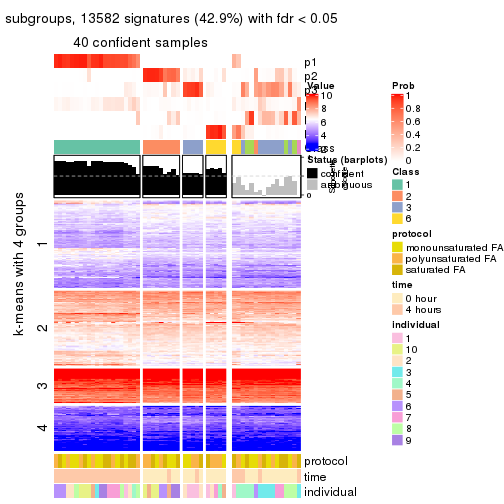 subgroups, 13582 signatures (42.9%) with fdr < 0.05
40 confident samples
p1
p2
p3
Value
10
8
6
4
2
Prob
1
0.8
0.6
0.4
0.2
0
Class
1
2
3
6
Status (barplots)
confident
ambiguous
0
k-means with 4 groups
1
2
3
4
protocol
monounsaturated FA
polyunsaturated FA
saturated FA
time
0 hour
4 hours
individual
1
10
2
3
4
5
6
7
8
9
protocol
time
individual